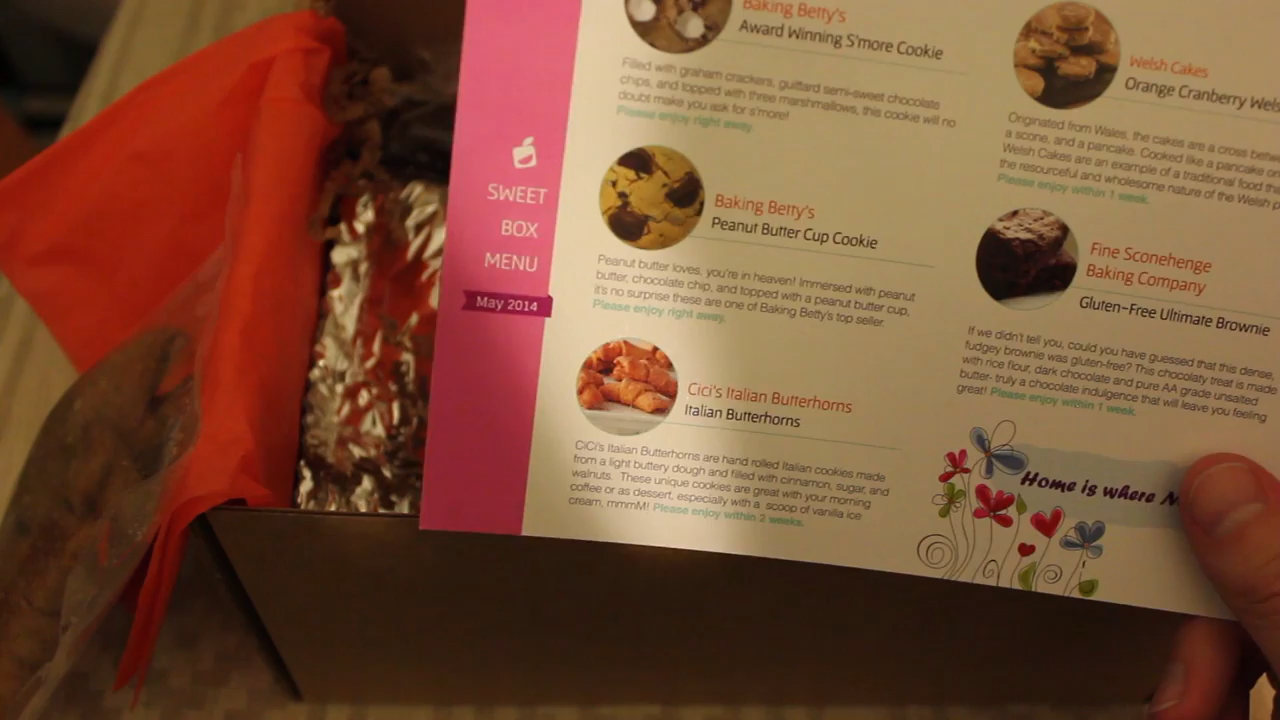 SWEET
BOX
MENU
May 2014
Baking Betty's
Award Winning S'more Cookie
Filled with graham crackers, guittard semi-sweet chocolate
chips, and topped with three marshmallows, this cookie will no
doubt make you ask for s'more!
Please enjoy right away.
Baking Betty's
Peanut Butter Cup Cookie
Peanut butter loves, you're in heaven! Immersed with peanut
butter, chocolate chip, and topped with a peanut butter cup,
it's no surprise these are one of Baking Betty's top seller.
Please enjoy right away.
Cici's Italian Butterhorns
Italian Butterhorns
CiCi's Italian Butterhorns are hand rolled Italian cookies made
from a light buttery dough and filled with cinnamon, sugar, and
walnuts. These unique cookies are great with your morning
coffee or as dessert, especially with a scoop of vanilla ice
cream, mmmM! Please enjoy within 2 weeks.
Welsh Cakes
Orange Cranberry Wels
Originated from Wales, the cakes are a cross
a scone, and a pancake. Cooked like a pancake
Welsh Cakes are an example of a traditional food
the resourceful and wholesome nature of the Welsh
Please enjoy within 1 week.
Fine Sconehenge
Baking Company
Gluten-Free Ultimate Brownie
If we didn't tell you, could you have guessed that this dense,
fudgey brownie was gluten-free? This chocolaty treat is made
with rice flour, dark chocolate and pure AA grade unsalted
butter- truly a chocolate indulgence that will leave you feeling
great! Please enjoy within 1 week.
Home is where